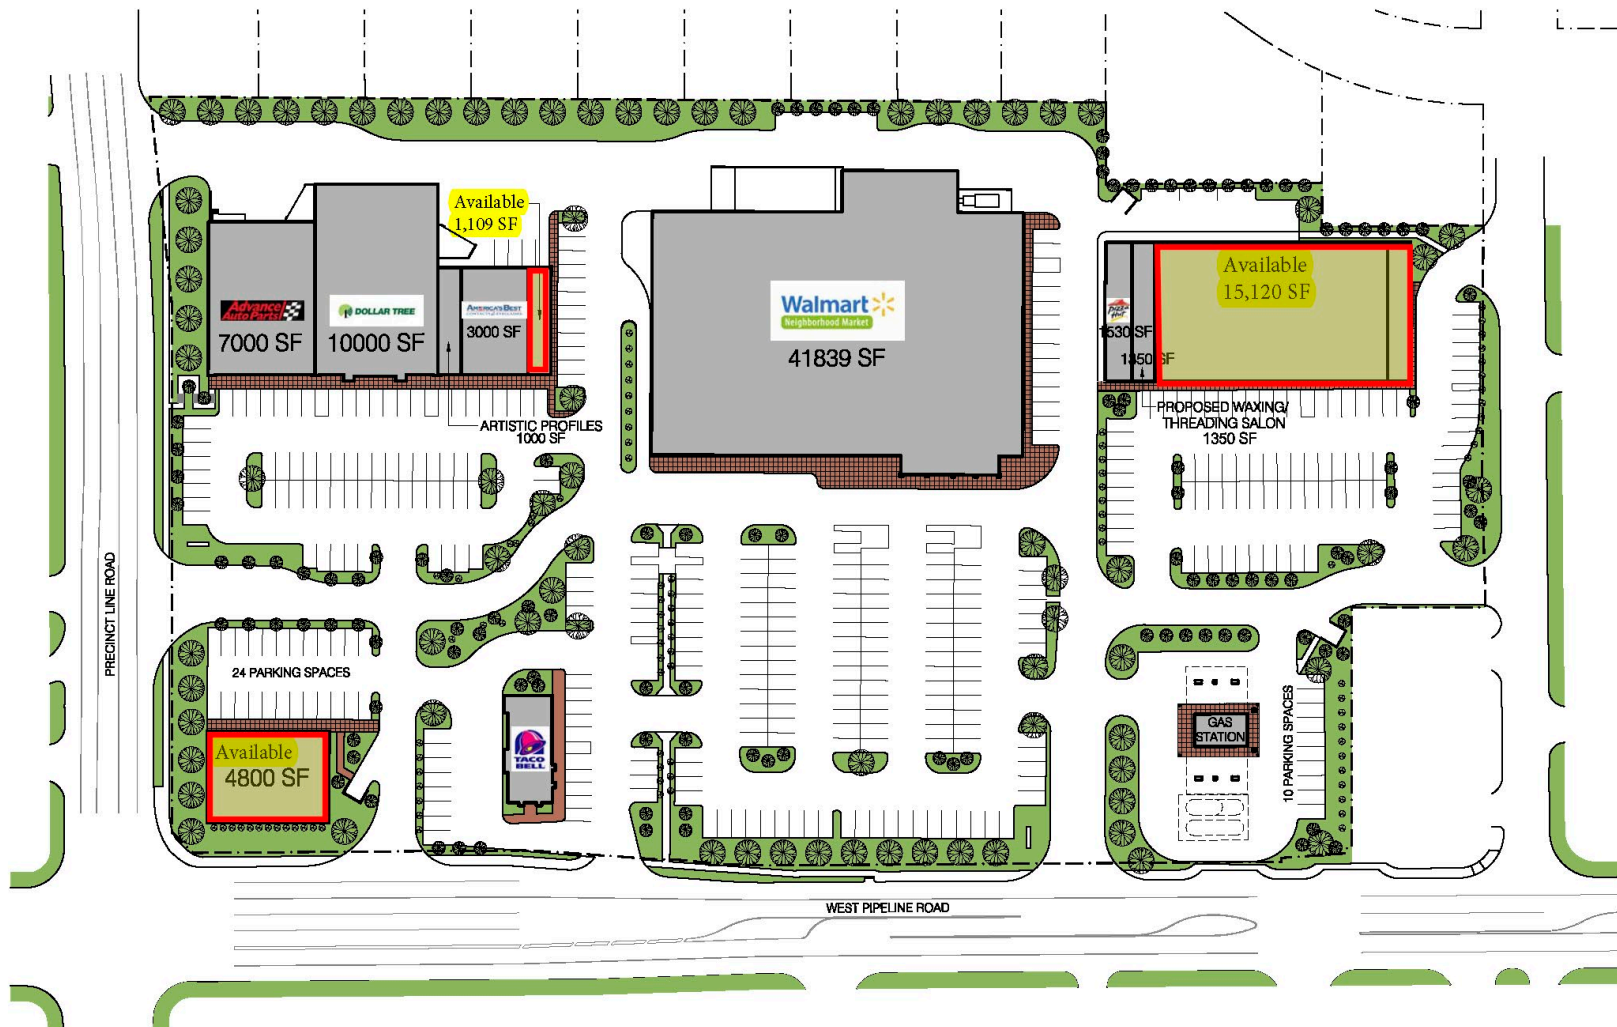 Available
1,109 SF
Advance
Auto Parts
7000 SF
DOLLAR TREE
10000 SF
AMERICA'S BEST
3000 SF
Walmart
Neighborhood Market
41839 SF
Available
15,120 SF
Pizza
Hut
1530 SF
1350 SF
ARTISTIC PROFILES
1000 SF
PROPOSED WAXING/
THREADING SALON
1350 SF
PRECINCT LINE ROAD
24 PARKING SPACES
Available
4800 SF
TACO
BELL
GAS
STATION
10 PARKING SPACES
WEST PIPELINE ROAD